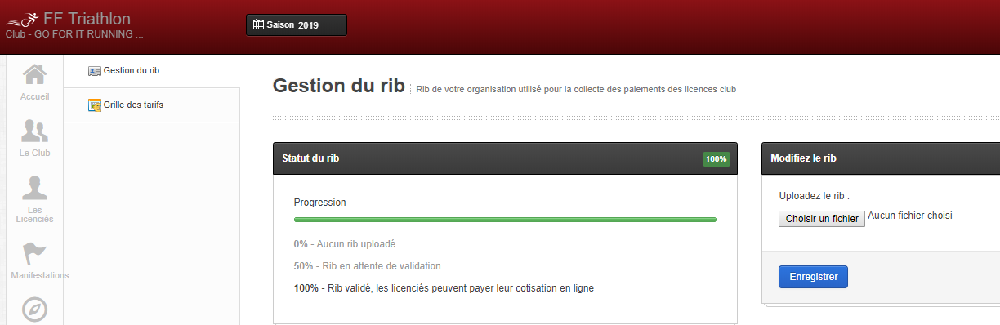 FF Triathlon
Club - GO FOR IT RUNNING ...
Saison 2019
Accueil
Le Club
Les
Licenciés
Manifestations
Gestion du rib
Grille des tarifs
Gestion du rib
Rib de votre organisation utilisé pour la collecte des paiements des licences club
Statut du rib
100%
Progression
0% - Aucun rib uploadé
50% - Rib en attente de validation
100% - Rib validé, les licenciés peuvent payer leur cotisation en ligne
Modifiez le rib
Uploadez le rib :
Choisir un fichier Aucun fichier choisi
Enregistrer